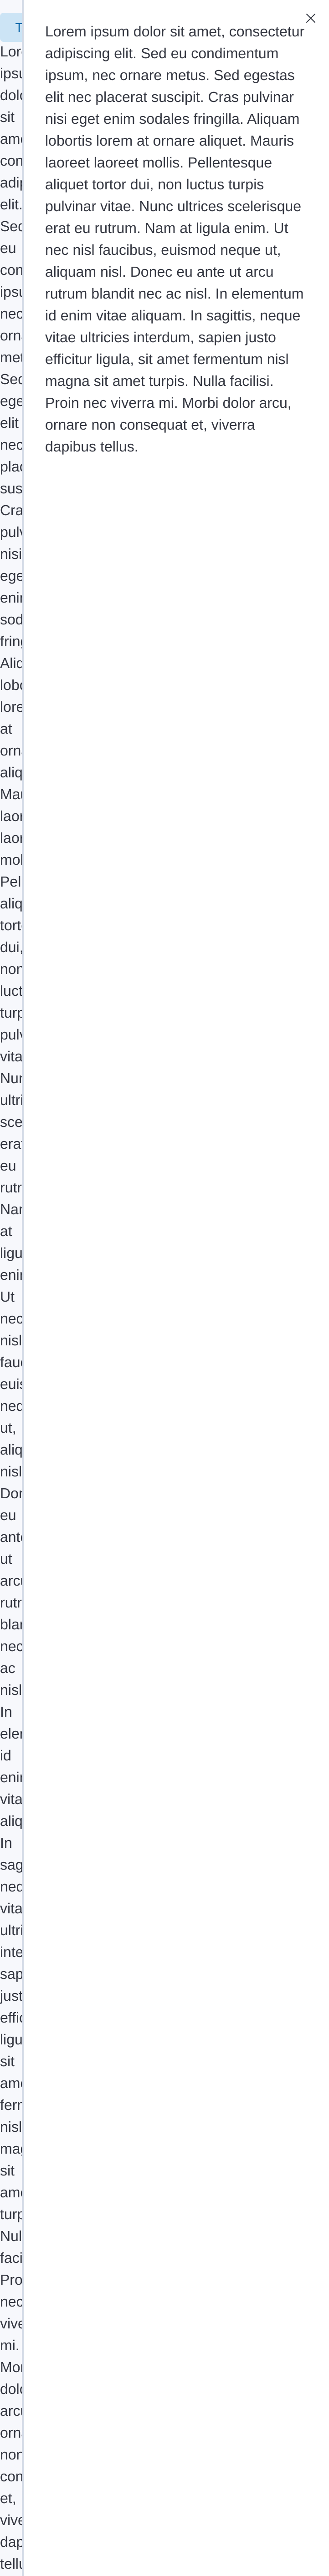 Lorem ipsum dolor sit amet, consectetur
adipiscing elit. Sed eu condimentum
ipsum, nec ornare metus. Sed egestas
elit nec placerat suscipit. Cras pulvinar
nisi eget enim sodales fringilla. Aliquam
lobortis lorem at ornare aliquet. Mauris
laoreet laoreet mollis. Pellentesque
aliquet tortor dui, non luctus turpis
pulvinar vitae. Nunc ultrices scelerisque
erat eu rutrum. Nam at ligula enim. Ut
nec nisl faucibus, euismod neque ut,
aliquam nisl. Donec eu ante ut arcu
rutrum blandit nec ac nisl. In elementum
id enim vitae aliquam. In sagittis, neque
vitae ultricies interdum, sapien justo
efficitur ligula, sit amet fermentum nisl
magna sit amet turpis. Nulla facilisi.
Proin nec viverra mi. Morbi dolor arcu,
ornare non consequat et, viverra
dapibus tellus.
T
Lor
ipsu
dolo
sit
ame
con
adip
elit.
Sed
eu
con
ipsu
nec
orn
met
Sed
ege
elit
nec
plac
sus
Cra
pulv
nisi
ege
enim
sod
fring
Aliq
lobo
lore
at
orn
aliq
Mau
laor
laor
mol
Pel
aliq
tort
dui,
non
luct
turp
pulv
vita
Nun
ultri
sce
erat
eu
rutr
Nam
at
ligu
enim
Ut
nec
nisl
fauc
euis
neq
ut,
aliq
nisl
Don
eu
ante
ut
arcu
rutr
blan
nec
ac
nisl
In
elem
id
enim
vita
aliq
In
sag
neq
vita
ultri
inte
sap
just
effic
ligu
sit
ame
ferm
nisl
mag
sit
ame
turp
Nul
faci
Pro
nec
vive
mi.
Mor
dolo
arcu
orn
non
con
et,
vive
dap
tellu